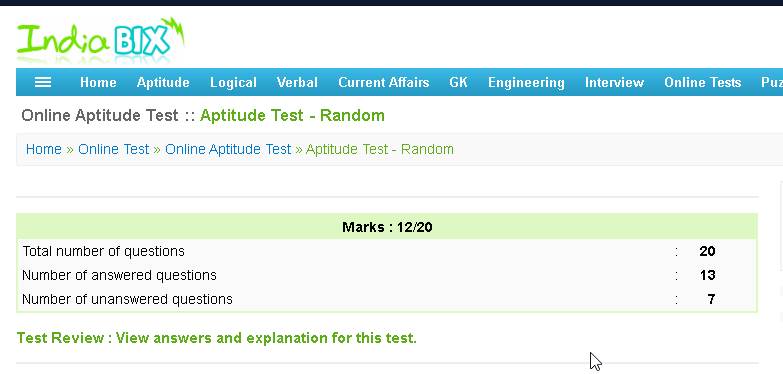 India BIX
Home Aptitude Logical Verbal Current Affairs GK Engineering Interview Online Tests Puz
Online Aptitude Test :: Aptitude Test - Random
Home » Online Test » Online Aptitude Test » Aptitude Test - Random
Marks : 12/20
Total number of questions : 20
Number of answered questions : 13
Number of unanswered questions : 7
Test Review : View answers and explanation for this test.